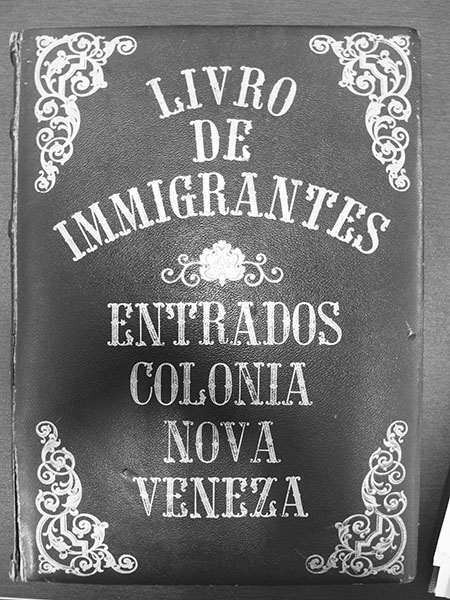 LIVRO
DE
IMMIGRANTES
ENTRADOS
COLONIA
NOVA
VENEZA